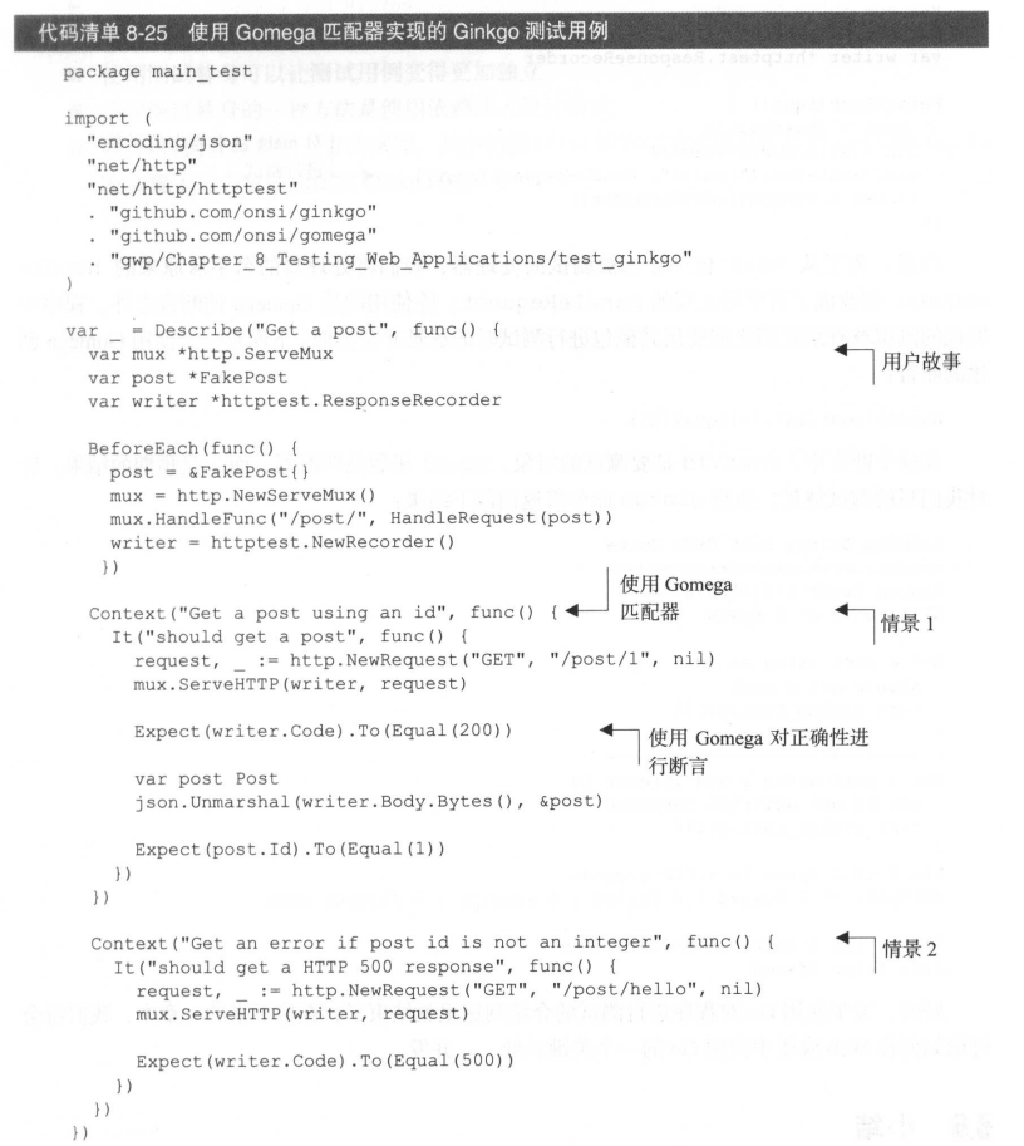 代码清单 8-25 使用 Gomega 匹配器实现的 Ginkgo 测试用例
package main_test
import (
"encoding/json"
"net/http"
"net/http/httptest"
. "github.com/onsi/ginkgo"
. "github.com/onsi/gomega"
. "gwp/Chapter_8_Testing_Web_Applications/test_ginkgo"
)
var _ = Describe("Get a post", func() {
var mux *http.ServeMux
用户故事
var post *FakePost
var writer *httptest.ResponseRecorder
BeforeEach(func() {
post = &FakePost{}
mux = http.NewServeMux()
mux.HandleFunc("/post/", HandleRequest(post))
writer = httptest.NewRecorder()
})
使用 Gomega
匹配器
Context("Get a post using an id", func() {
情景 1
It("should get a post", func() {
request, _ := http.NewRequest("GET", "/post/1", nil)
mux.ServeHTTP(writer, request)
Expect(writer.Code).To(Equal(200))
使用 Gomega 对正确性进
行断言
var post Post
json.Unmarshal(writer.Body.Bytes(), &post)
Expect(post.Id).To(Equal(1))
})
})
Context("Get an error if post id is not an integer", func() {
情景 2
It("should get a HTTP 500 response", func() {
request, _ := http.NewRequest("GET", "/post/hello", nil)
mux.ServeHTTP(writer, request)
Expect(writer.Code).To(Equal(500))
})
})
})